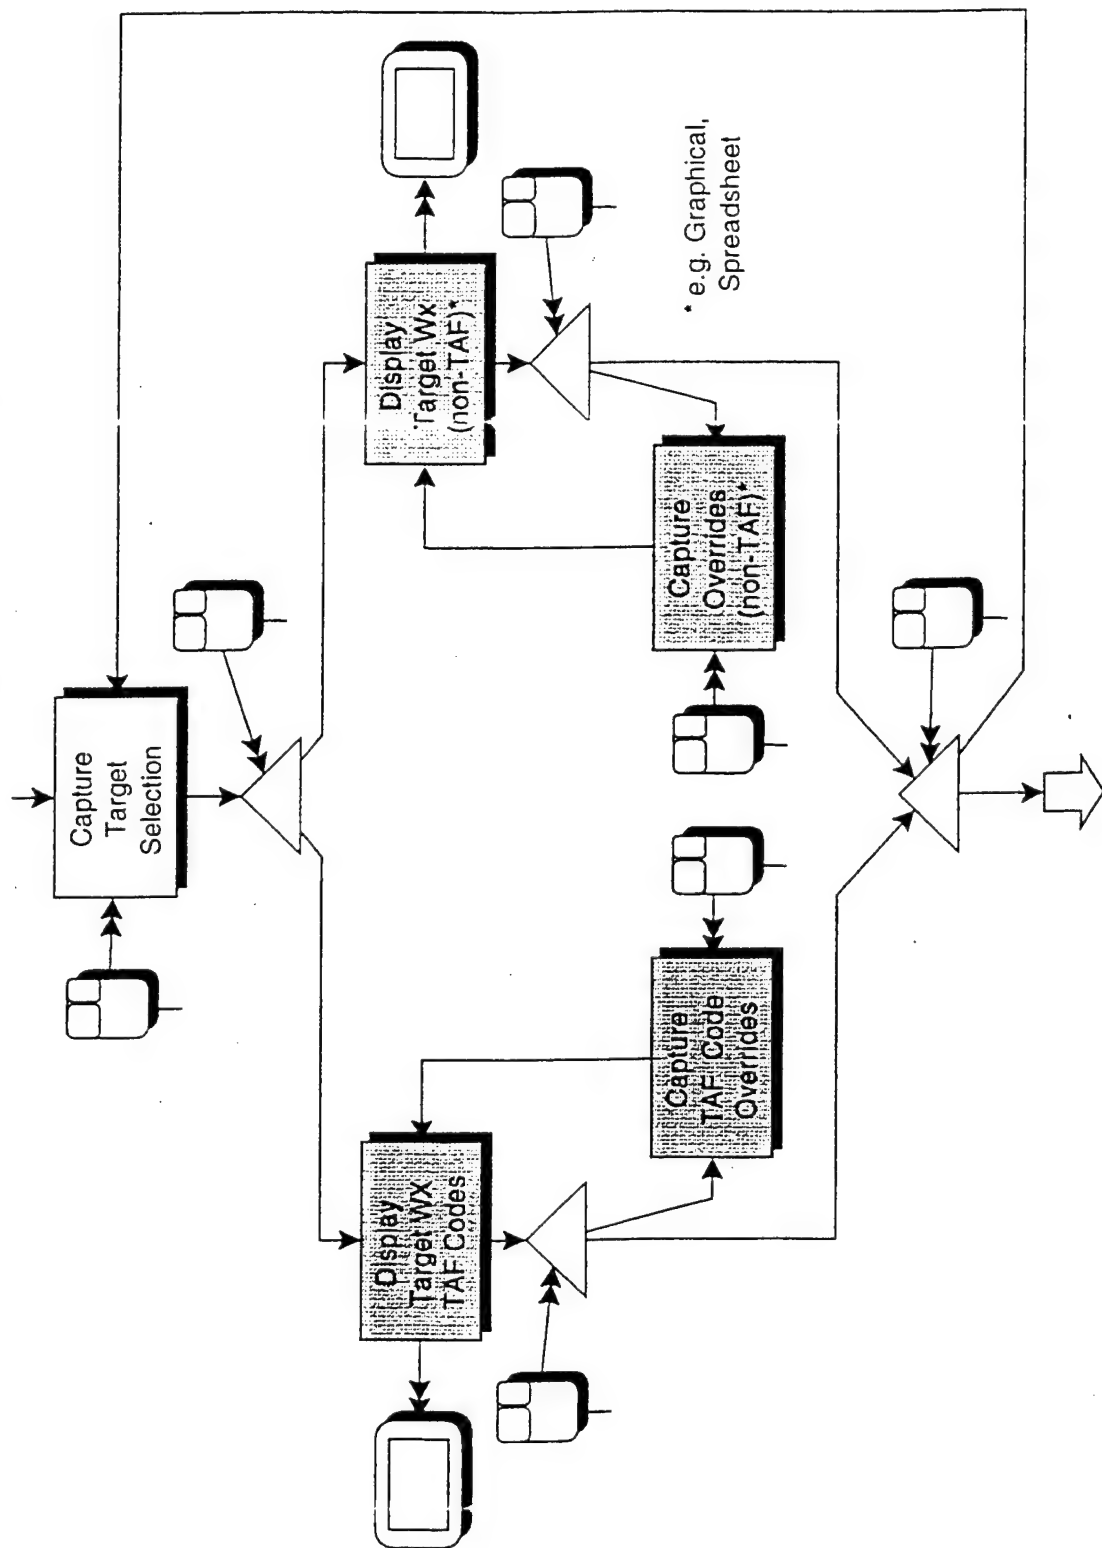 Capture
Target
Selection
Display
Target WX
TAF Codes
Display
Target Wx
(non-TAF)*
Capture
TAF Code
Overrides
Capture
Overrides
(non-TAF)*
* e.g. Graphical,
Spreadsheet